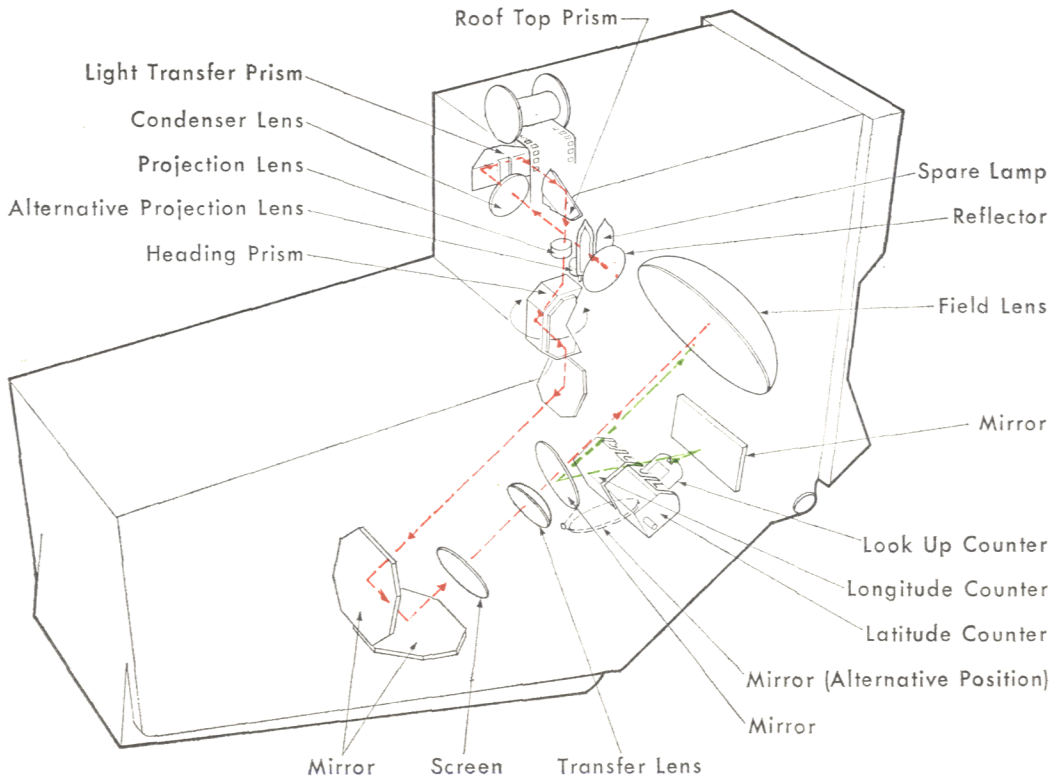 Roof Top Prism
Light Transfer Prism
Condenser Lens
Projection Lens
Alternative Projection Lens
Heading Prism
Spare Lamp
Reflector
Field Lens
Mirror
Look Up Counter
Longitude Counter
Latitude Counter
Mirror (Alternative Position)
Mirror
Mirror
Screen
Transfer Lens